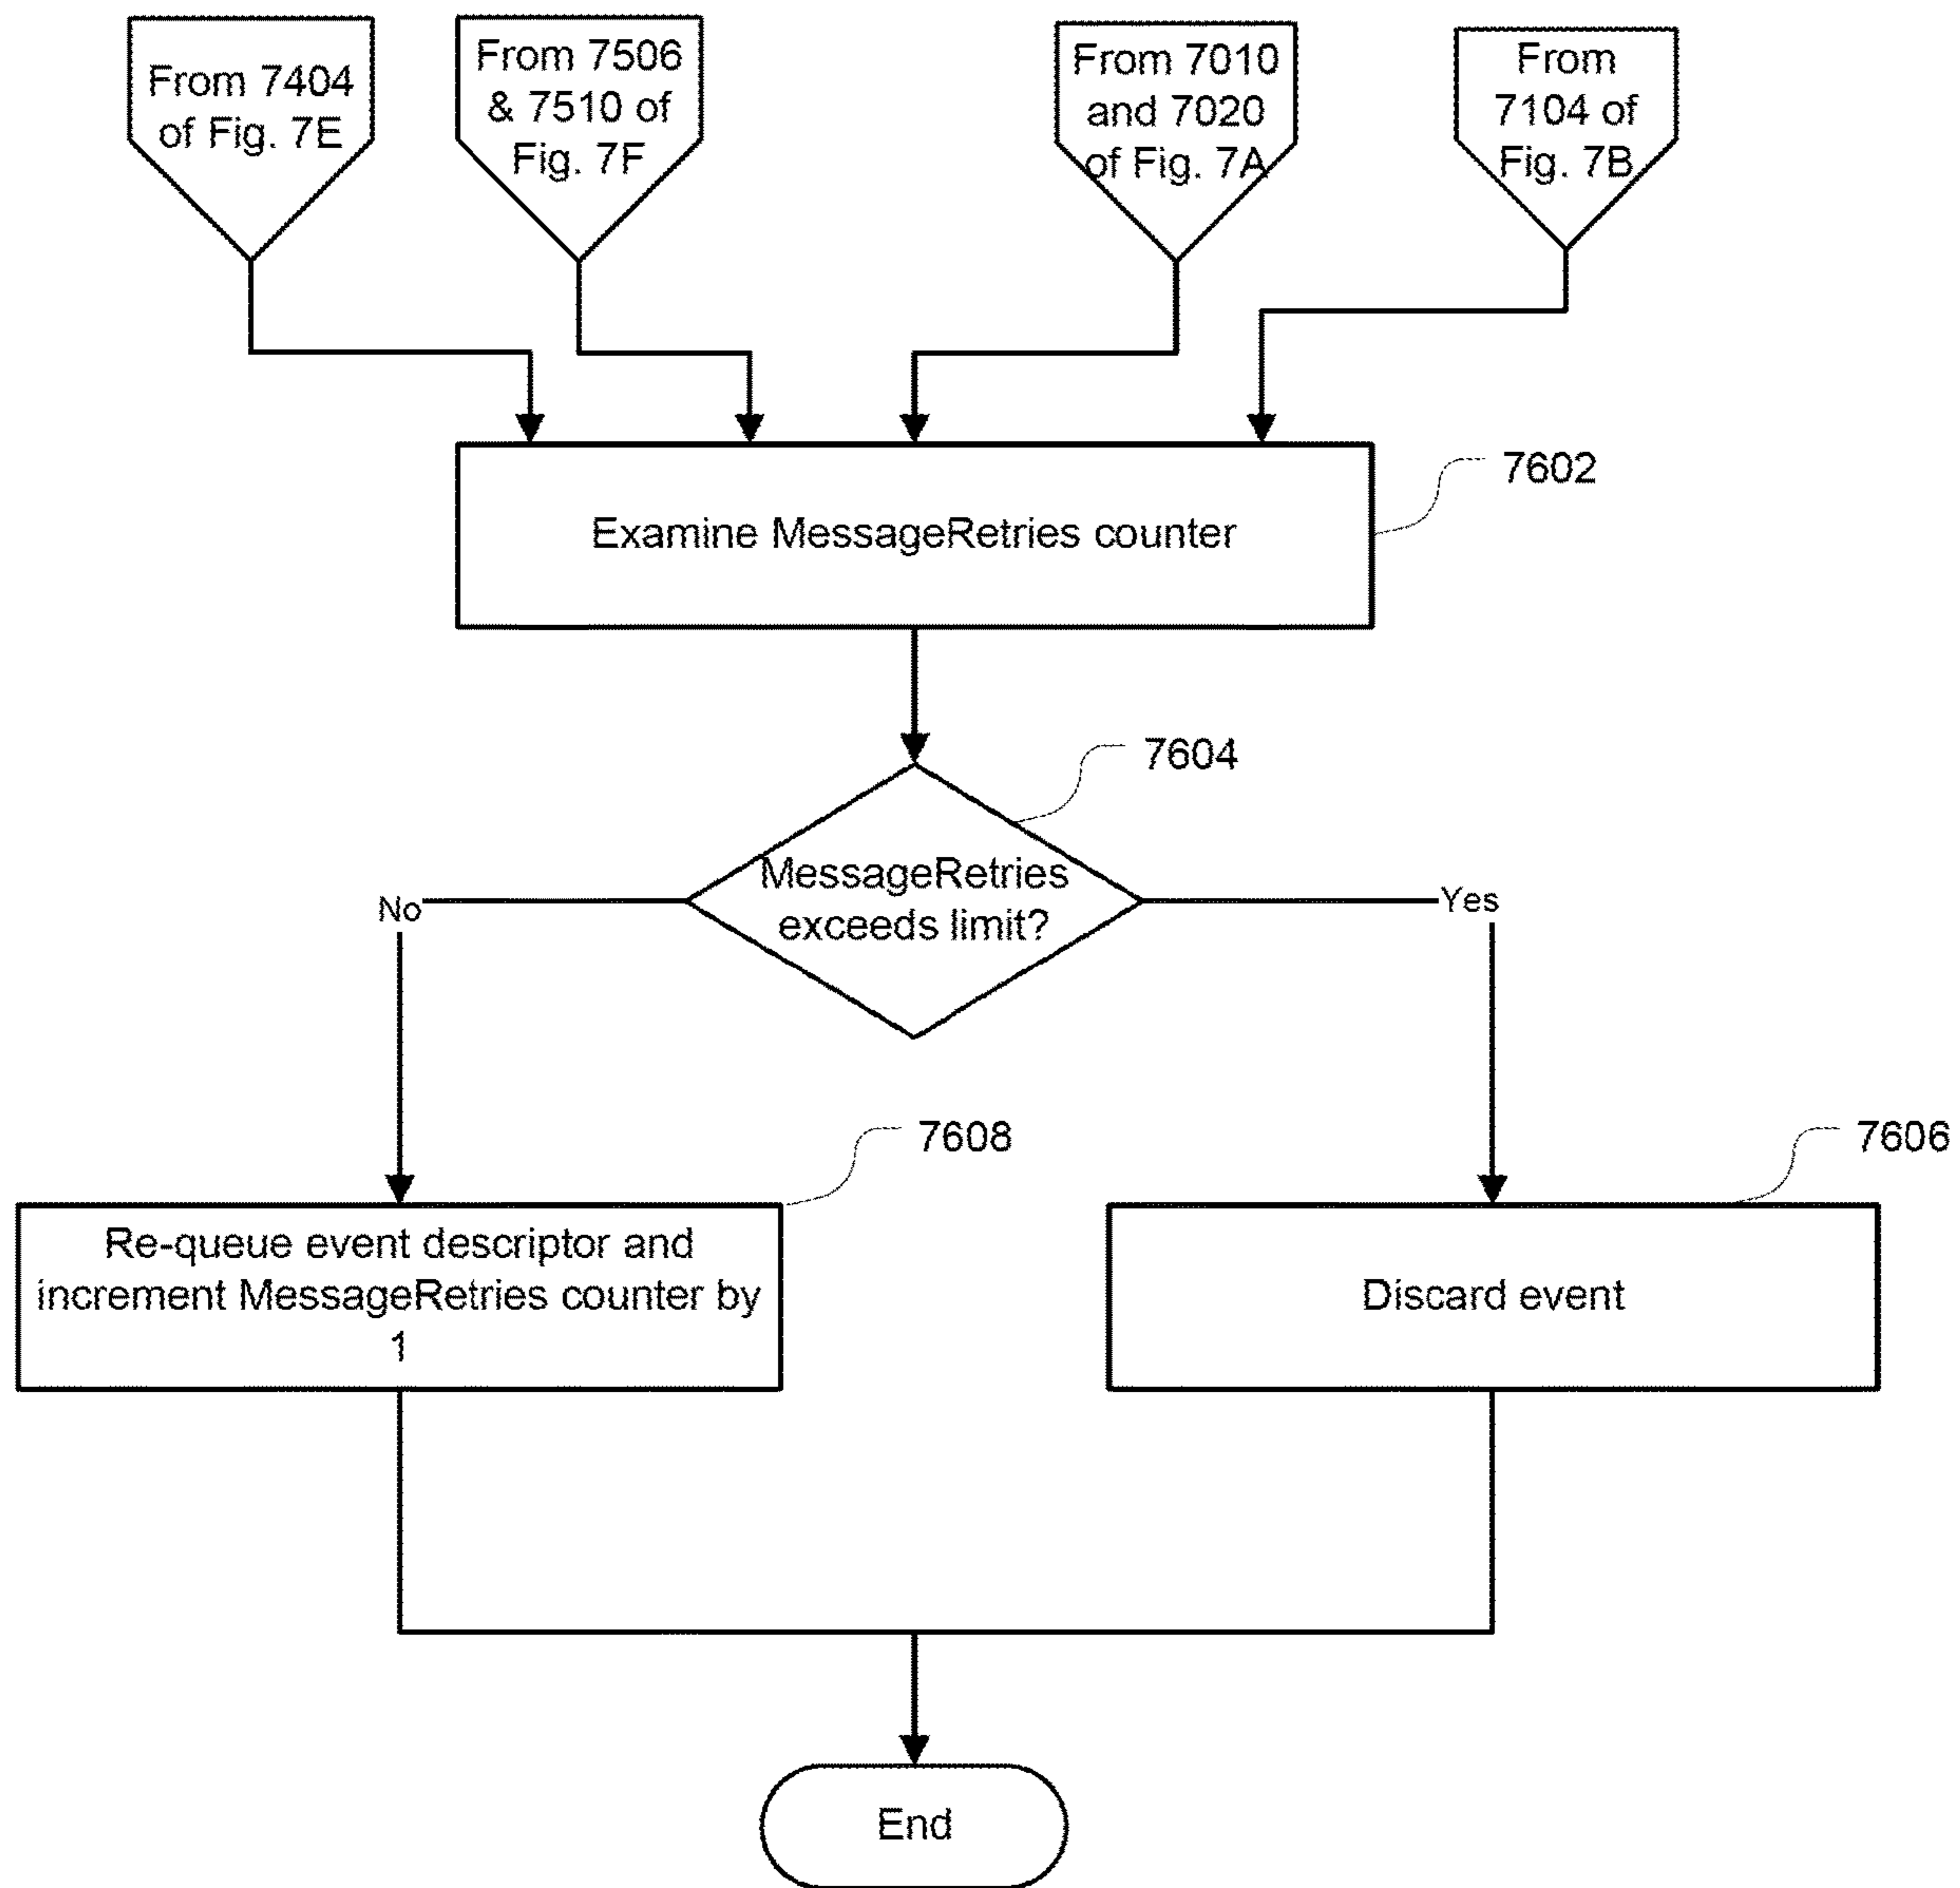 From 7404
of Fig. 7E
From 7506
& 7510 of
Fig. 7F
From 7010
and 7020
of Fig. 7A
From
7104 of
Fig. 7B
7602
Examine MessageRetries counter
7604
MessageRetries
exceeds limit?
No
Yes
7608
7606
Re-queue event descriptor and
increment MessageRetries counter by
1
Discard event
End